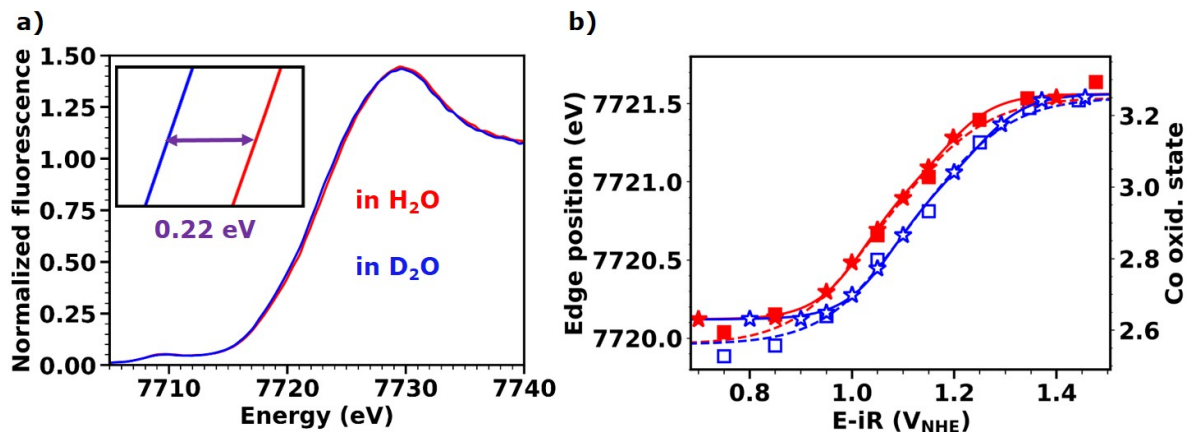 a)
Normalized fluorescence
1.50
1.25
1.00
0.75
0.50
0.25
0.00
0.22 eV
in H₂O
in D₂O
7710
7720
7730
7740
Energy (eV)
b)
Edge position (eV)
7721.5
7721.0
7720.5
7720.0
0.8
1.0
1.2
1.4
E-iR (V_NHE)
3.2
3.0
2.8
2.6
Co oxid. state